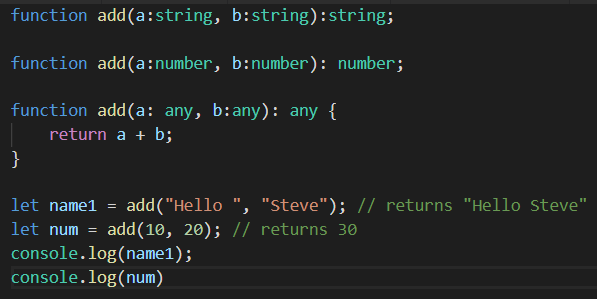 function add(a:string, b:string):string;
function add(a:number, b:number): number;
function add(a: any, b:any): any {
    return a + b;
}
let name1 = add("Hello ", "Steve"); // returns "Hello Steve"
let num = add(10, 20); // returns 30
console.log(name1);
console.log(num)